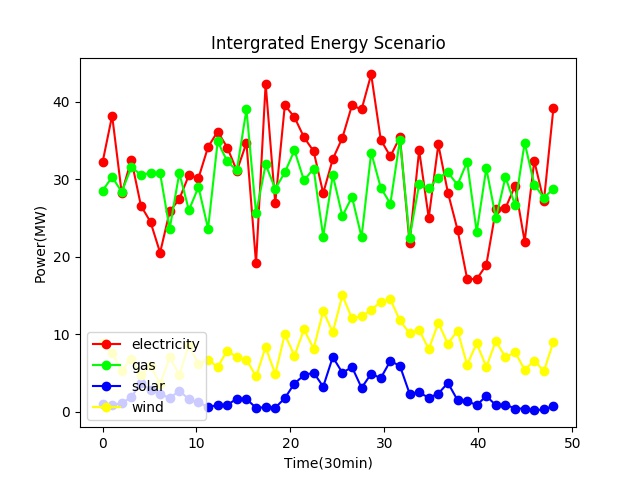 Intergrated Energy Scenario
Power(MW)
40
30
20
10
0
electricity
gas
solar
wind
0 10 20 30 40 50
Time(30min)